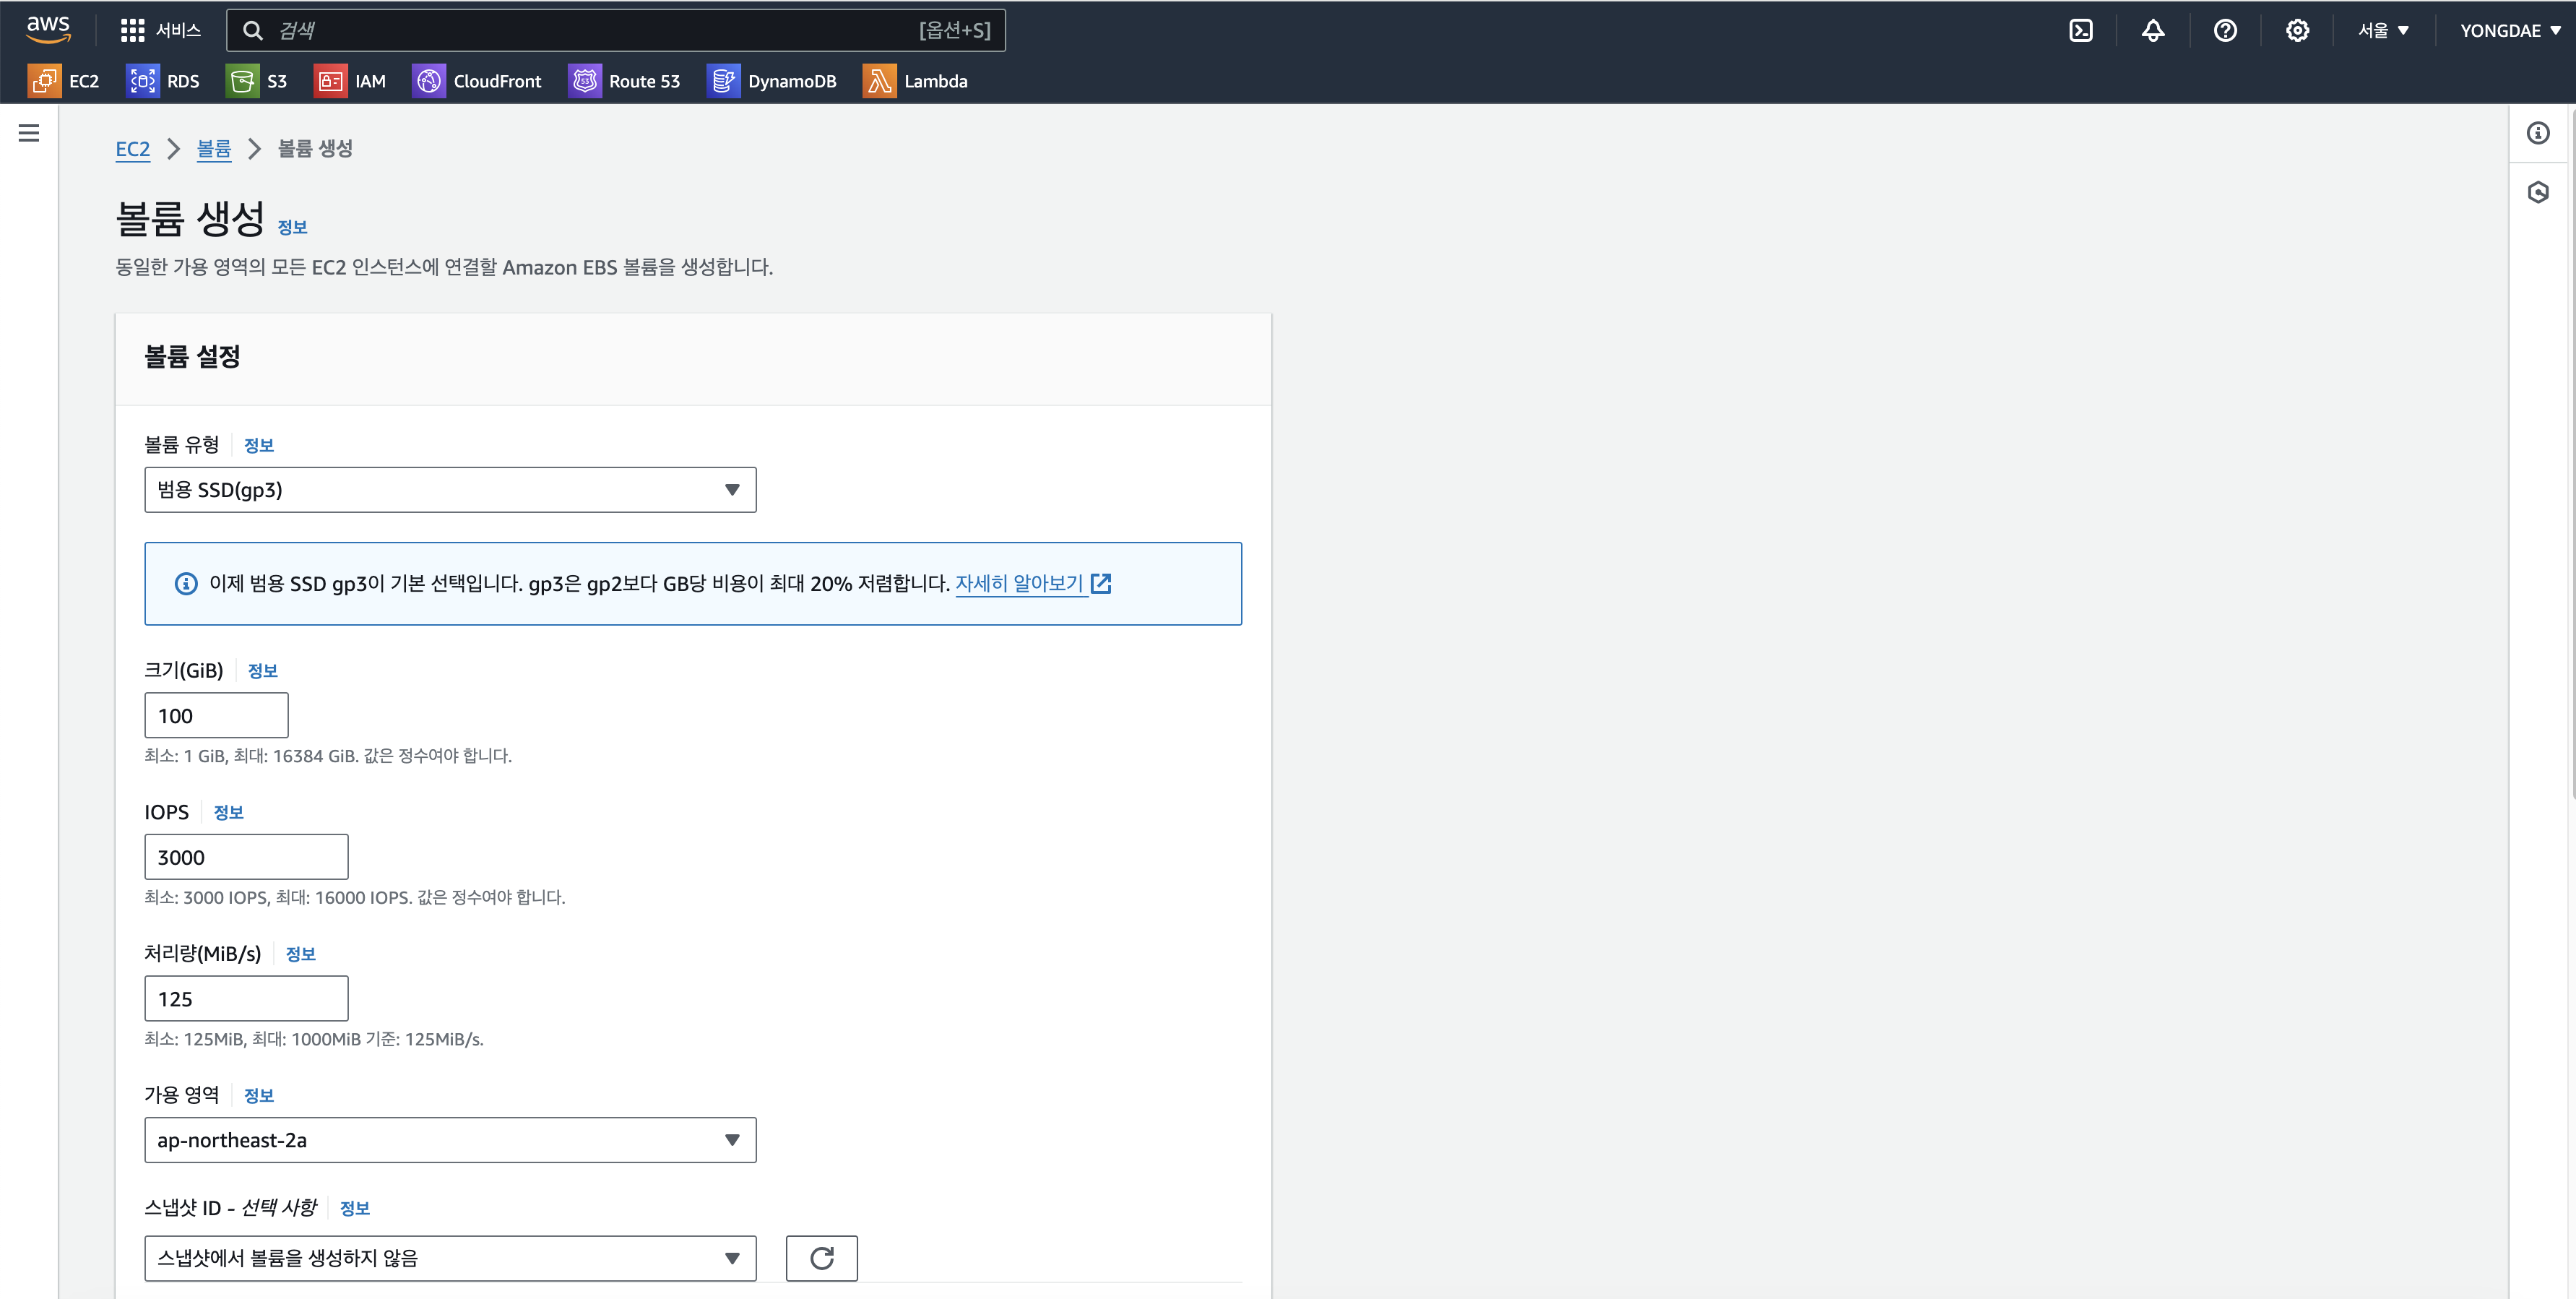 aws
서비스
검색
[옵션+S]
서울
YONGDAE
EC2
RDS
S3
IAM
CloudFront
53
Route 53
DynamoDB
Lambda
EC2
볼륨
볼륨 생성
볼륨 생성 정보
동일한 가용 영역의 모든 EC2 인스턴스에 연결할 Amazon EBS 볼륨을 생성합니다.
볼륨 설정
볼륨 유형 정보
범용 SSD(gp3)
이제 범용 SSD gp3이 기본 선택입니다. gp3은 gp2보다 GB당 비용이 최대 20% 저렴합니다. 자세히 알아보기
크기(GiB) 정보
100
최소: 1 GiB, 최대: 16384 GiB. 값은 정수여야 합니다.
IOPS 정보
3000
최소: 3000 IOPS, 최대: 16000 IOPS. 값은 정수여야 합니다.
처리량(MiB/s) 정보
125
최소: 125MiB, 최대: 1000MiB 기준: 125MiB/s.
가용 영역 정보
ap-northeast-2a
스냅샷 ID - 선택 사항 정보
스냅샷에서 볼륨을 생성하지 않음